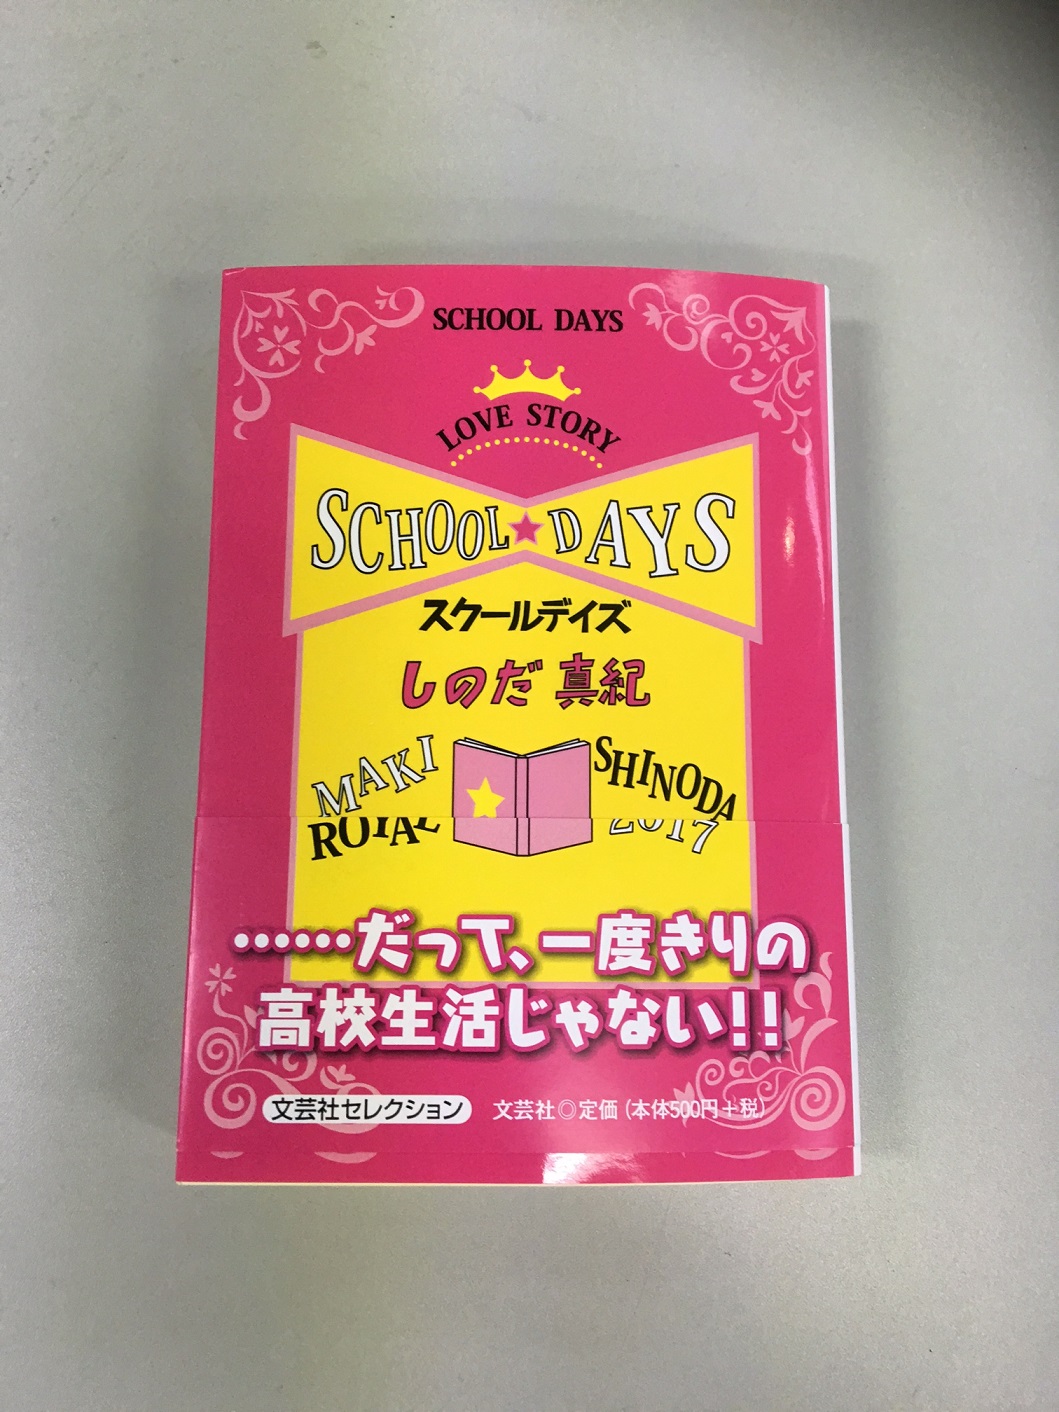 SCHOOL DAYS
LOVE STORY
SCHOOL★DAYS
スクールデイズ
しのだ 真紀
MAKI SHINODA
ROYAL 2017
……だって、一度きりの
高校生活じゃない!!
文芸社セレクション 文芸社◎定価(本体500円+税)